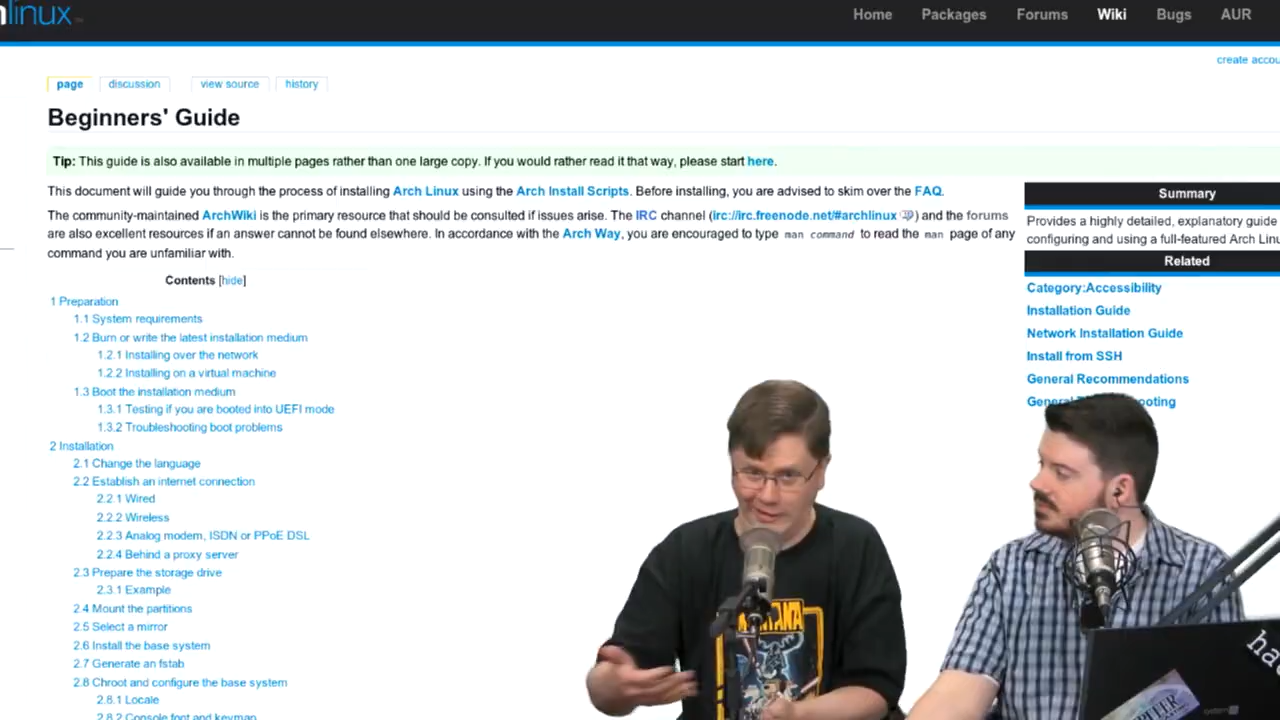 linux
Home Packages Forums Wiki Bugs AUR
create accou
page discussion view source history
Beginners' Guide
Tip: This guide is also available in multiple pages rather than one large copy. If you would rather read it that way, please start here.
This document will guide you through the process of installing Arch Linux using the Arch Install Scripts. Before installing, you are advised to skim over the FAQ.
The community-maintained ArchWiki is the primary resource that should be consulted if issues arise. The IRC channel (irc://irc.freenode.net/#archlinux) and the forums
are also excellent resources if an answer cannot be found elsewhere. In accordance with the Arch Way, you are encouraged to type man command to read the man page of any
command you are unfamiliar with.
Summary
Provides a highly detailed, explanatory guide
configuring and using a full-featured Arch Linu
Related
Category:Accessibility
Installation Guide
Network Installation Guide
Install from SSH
General Recommendations
General T ooting
Contents [hide]
1 Preparation
1.1 System requirements
1.2 Burn or write the latest installation medium
1.2.1 Installing over the network
1.2.2 Installing on a virtual machine
1.3 Boot the installation medium
1.3.1 Testing if you are booted into UEFI mode
1.3.2 Troubleshooting boot problems
2 Installation
2.1 Change the language
2.2 Establish an internet connection
2.2.1 Wired
2.2.2 Wireless
2.2.3 Analog modem, ISDN or PPoE DSL
2.2.4 Behind a proxy server
2.3 Prepare the storage drive
2.3.1 Example
2.4 Mount the partitions
2.5 Select a mirror
2.6 Install the base system
2.7 Generate an fstab
2.8 Chroot and configure the base system
2.8.1 Locale
2.8.2 Console font and keymap
ha
system